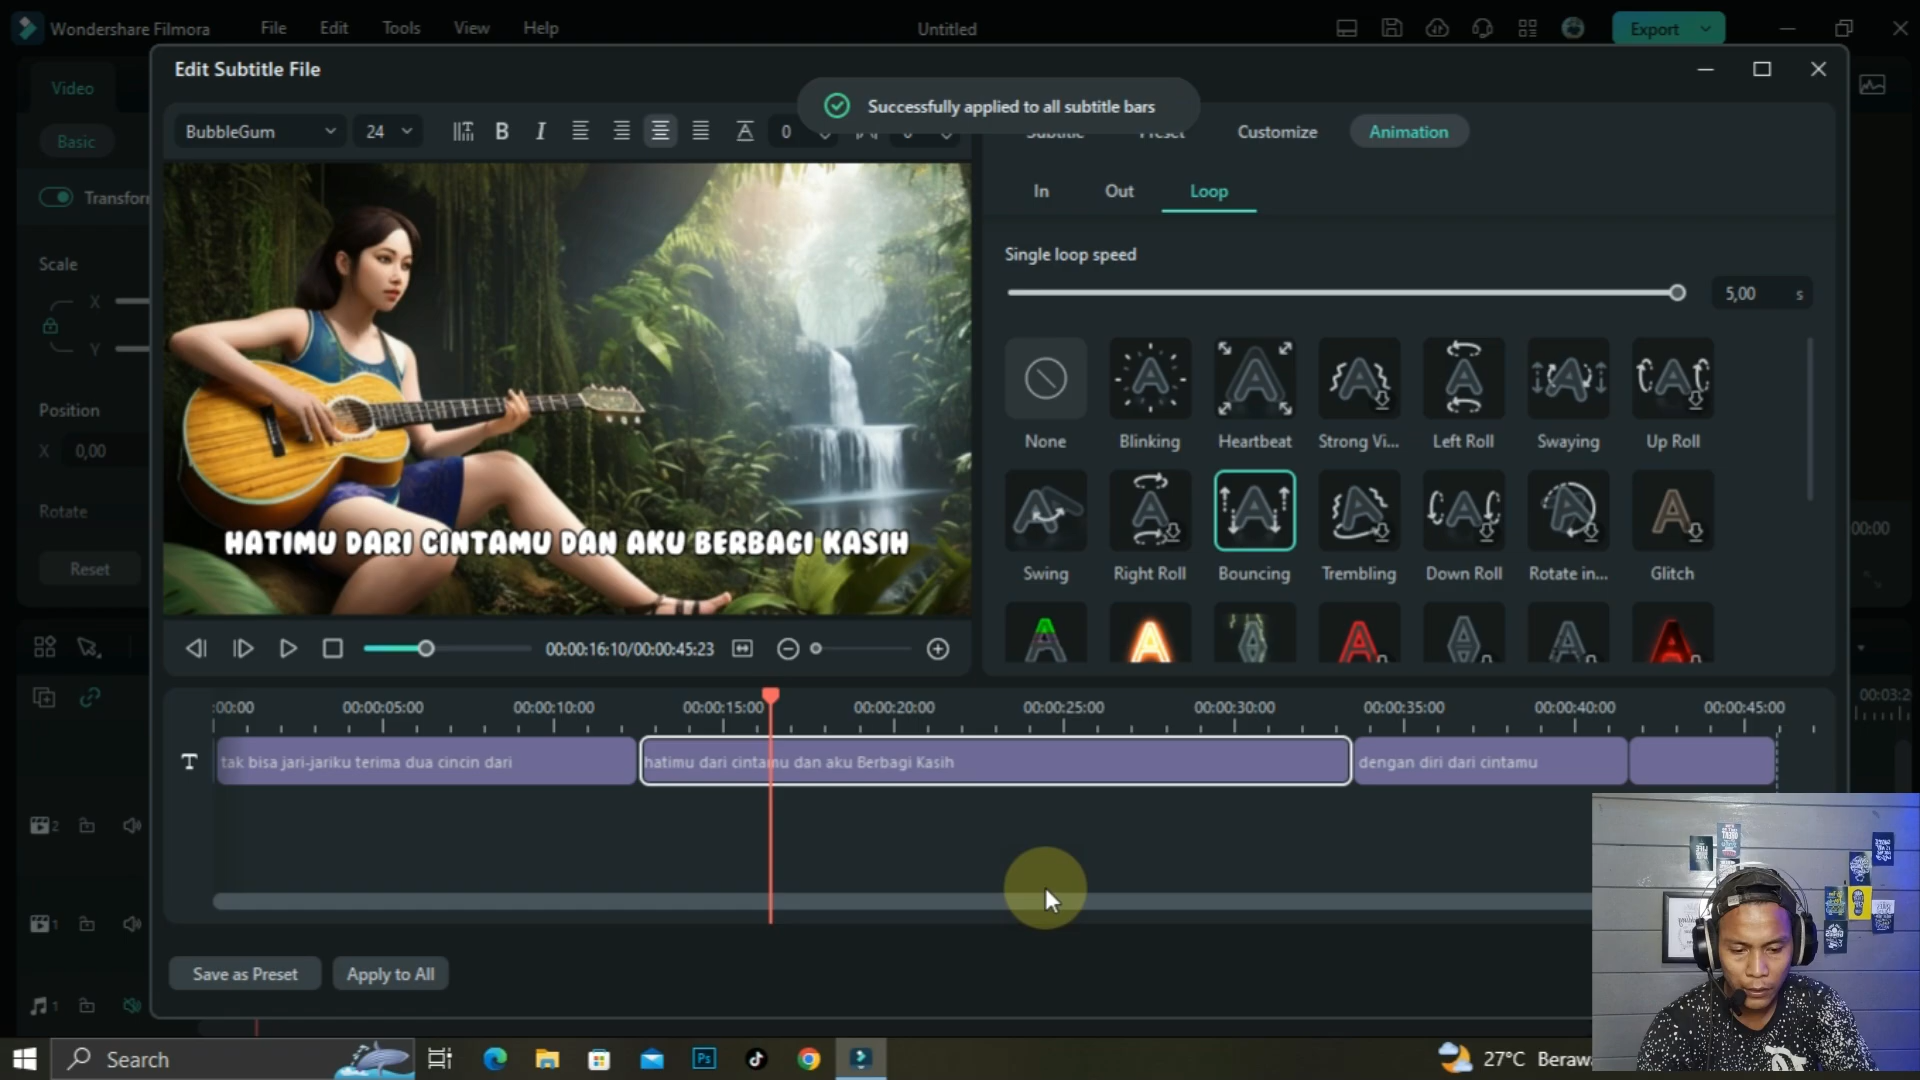 Wondershare Filmora File Edit Tools View Help Untitled Export
Edit Subtitle File
Successfully applied to all subtitle bars
Video
Basic
BubbleGum 24 B I 0
Subtitle Preset Customize Animation
In Out Loop
Transform
Single loop speed
5,00 s
Scale
X
Y
Position
X 0,00
Rotate
Reset
None Blinking Heartbeat Strong Vi... Left Roll Swaying Up Roll
Swing Right Roll Bouncing Trembling Down Roll Rotate in... Glitch
HATIMU DARI CINTAMU DAN AKU BERBAGI KASIH
00:00:16:10/00:00:45:23
:00:00 00:00:05:00 00:00:10:00 00:00:15:00 00:00:20:00 00:00:25:00 00:00:30:00 00:00:35:00 00:00:40:00 00:00:45:00
T tak bisa jari-jariku terima dua cincin dari hatimu dari cintamu dan aku Berbagi Kasih dengan diri dari cintamu
2
1
1
Save as Preset Apply to All
Search Ps 27°C